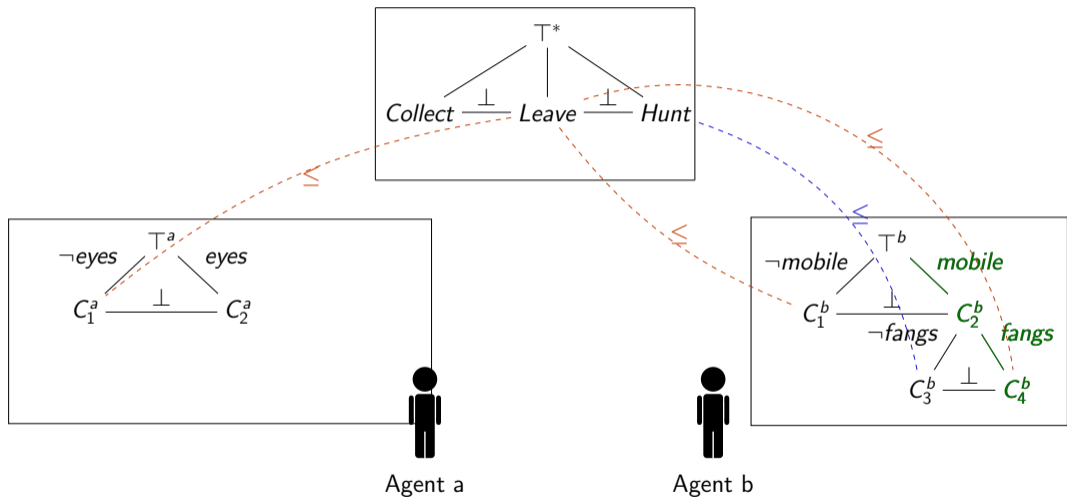 ⊤*
⊥ ⊥
Collect Leave Hunt
≤
≤
≤
≤
⊤ᵃ
¬eyes eyes
⊥
C₁ᵃ C₂ᵃ
⊤ᵇ
¬mobile mobile
⊥
C₁ᵇ C₂ᵇ
¬fangs fangs
⊥
C₃ᵇ C₄ᵇ
Agent a
Agent b